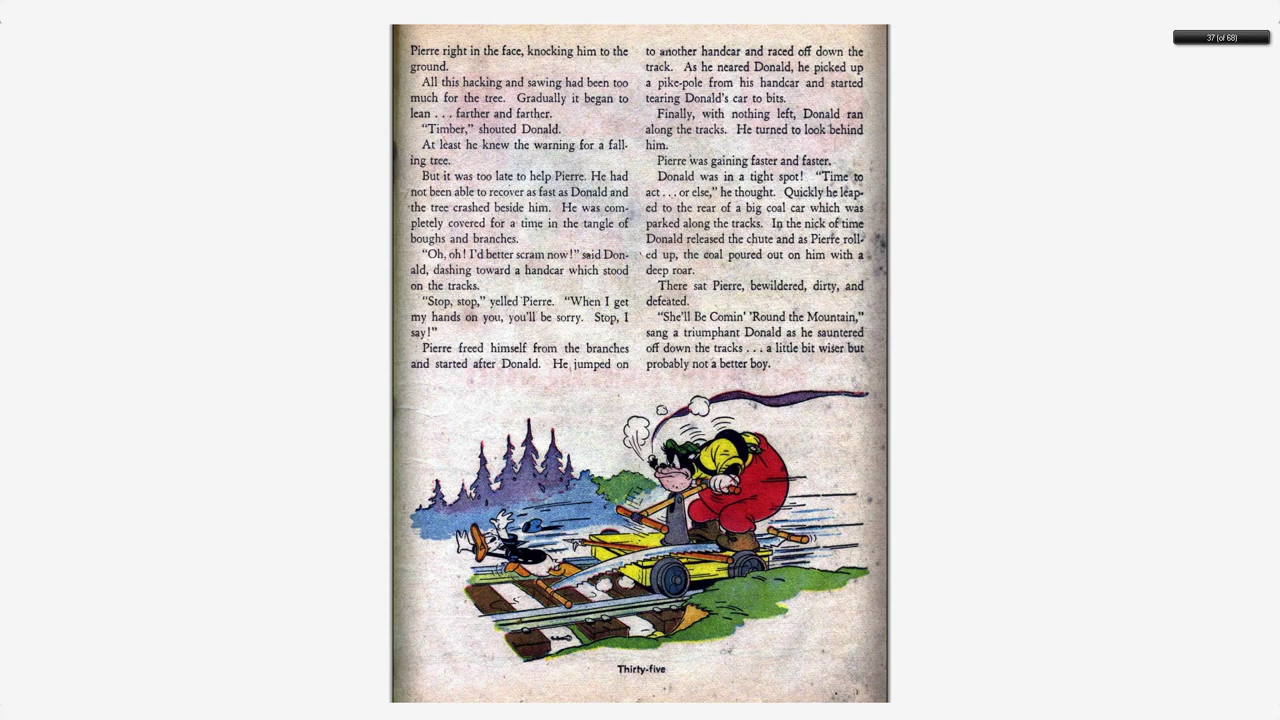 Pierre right in the face, knocking him to the
ground.
All this hacking and sawing had been too
much for the tree. Gradually it began to
lean . . . farther and farther.
“Timber,” shouted Donald.
At least he knew the warning for a fall-
ing tree.
But it was too late to help Pierre. He had
not been able to recover as fast as Donald and
the tree crashed beside him. He was com-
pletely covered for a time in the tangle of
boughs and branches.
“Oh, oh! I’d better scram now!” said Don-
ald, dashing toward a handcar which stood
on the tracks.
“Stop, stop,” yelled Pierre. “When I get
my hands on you, you’ll be sorry. Stop, I
say!”
Pierre freed himself from the branches
and started after Donald. He jumped on
to another handcar and raced off down the
track. As he neared Donald, he picked up
a pike-pole from his handcar and started
tearing Donald’s car to bits.
Finally, with nothing left, Donald ran
along the tracks. He turned to look behind
him.
Pierre was gaining faster and faster.
Donald was in a tight spot! “Time to
act . . . or else,” he thought. Quickly he leap-
ed to the rear of a big coal car which was
parked along the tracks. In the nick of time
Donald released the chute and as Pierre roll-
ed up, the coal poured out on him with a
deep roar.
There sat Pierre, bewildered, dirty, and
defeated.
“She’ll Be Comin’ ’Round the Mountain,”
sang a triumphant Donald as he sauntered
off down the tracks . . . a little bit wiser but
probably not a better boy.
Thirty-five
37 (of 68)